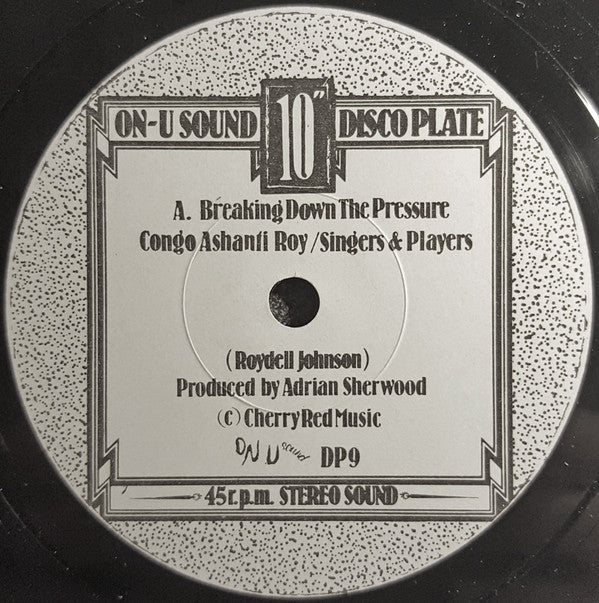 ON-U SOUND 10" DISCO PLATE
A. Breaking Down The Pressure
Congo Ashanti Roy/Singers & Players
(Roydell Johnson)
Produced by Adrian Sherwood
(C) Cherry Red Music
ON U sound DP9
45 r.p.m. STEREO SOUND